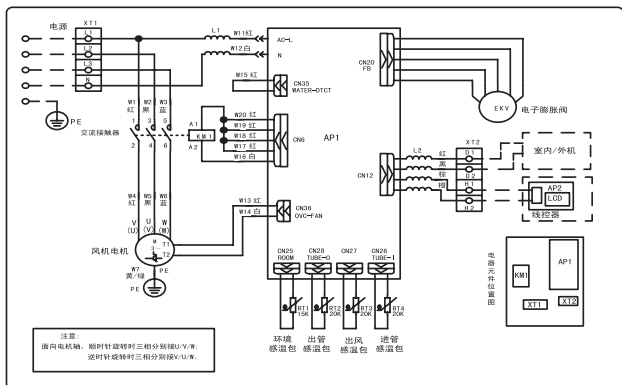 电源
XT1
L1
L2
L3
N
PE
L1
W11 红
W12 白
AC-L
N
W15 红
CN35
WATER-DTCT
W1 W2 W3
红 黑 蓝
1 3 5
交流接触器
2 4 6
A1
KM1
A2
W20 红
W19 红
W18 红
W17 红
W16 白
CN6
AP1
CN20
FB
EKV
电子膨胀阀
W4 W5 W6
红 黑 蓝
V U W
(U) (V) (W)
W13 红
W14 白
CN36
OVC-FAN
M
3~
T1
T2
风机电机
W7
黄/绿
PE
PE
CN12
L2
红
黑
棕
橙
XT2
D1
D2
H1
H2
室内/外机
AP2
LCD
线控器
CN25
ROOM
CN28
TUBE-O
CN27
CN26
TUBE-I
RT1
15K
RT2
20K
RT3
20K
RT4
20K
环境
感温包
出管
感温包
出风
感温包
进管
感温包
电器元件位置图
KM1
AP1
XT1
XT2
注意:
面向电机轴, 顺时针旋转时三相分别接U/V/W;
逆时针旋转时三相分别接V/U/W。